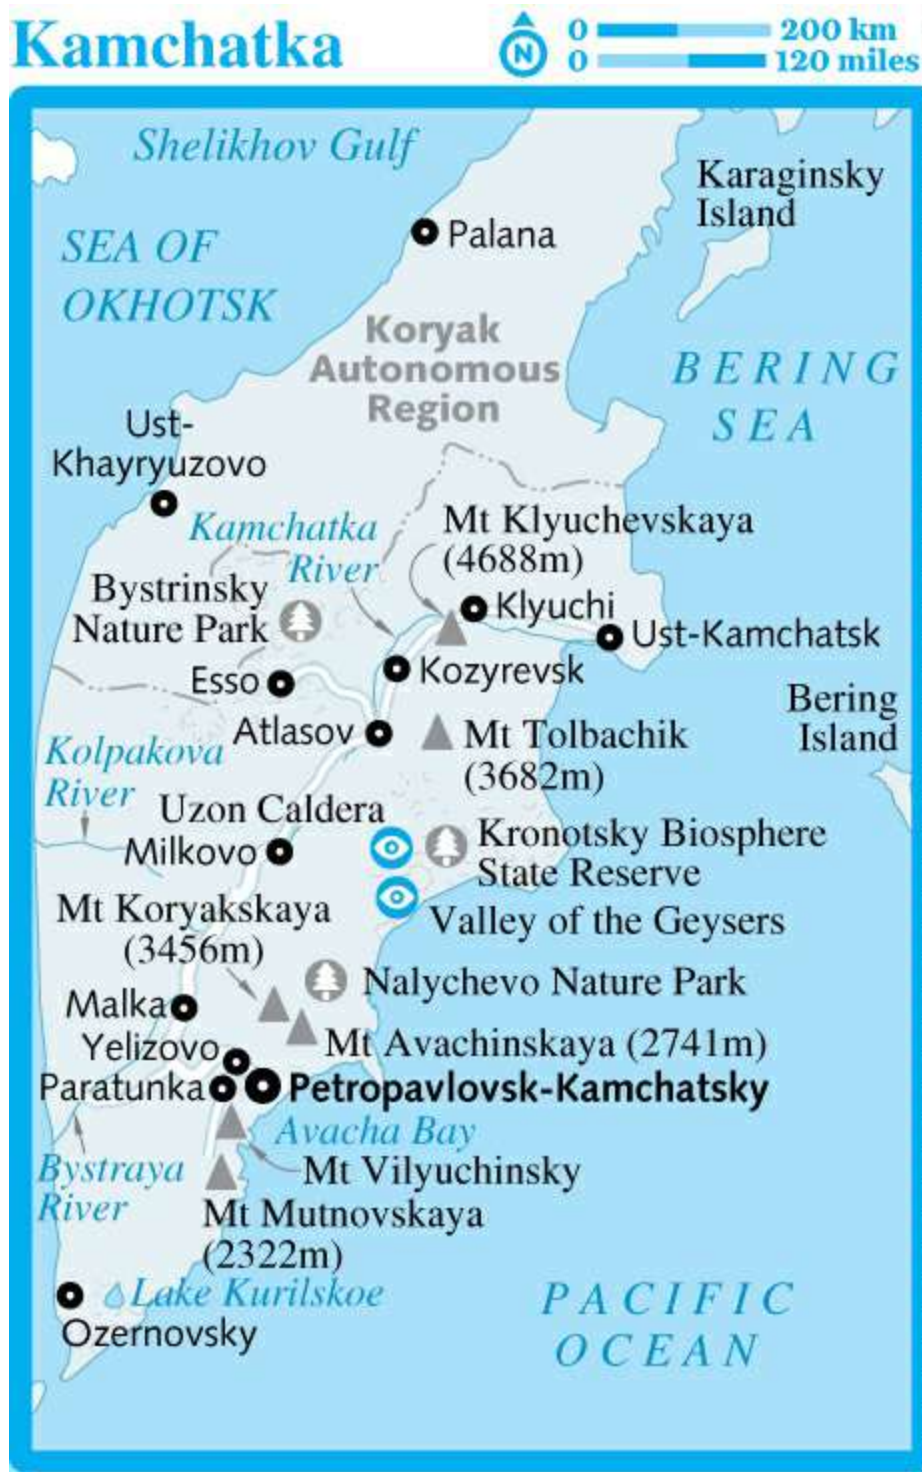 Kamchatka
N
0 200 km
0 120 miles
Shelikhov Gulf
Karaginsky
Island
Palana
SEA OF
OKHOTSK
Koryak
Autonomous
Region
BERING
SEA
Ust-
Khayryuzovo
Kamchatka
River
Mt Klyuchevskaya
(4688m)
Bystrinsky
Nature Park
Klyuchi
Ust-Kamchatsk
Esso
Kozyrevsk
Bering
Island
Atlasov
Mt Tolbachik
(3682m)
Kolpakova
River
Uzon Caldera
Milkovo
Kronotsky Biosphere
State Reserve
Mt Koryakskaya
(3456m)
Valley of the Geysers
Nalychevo Nature Park
Malka
Yelizovo
Mt Avachinskaya (2741m)
Paratunka
Petropavlovsk-Kamchatsky
Avacha Bay
Bystraya
River
Mt Vilyuchinsky
Mt Mutnovskaya
(2322m)
Lake Kurilskoe
Ozernovsky
PACIFIC
OCEAN